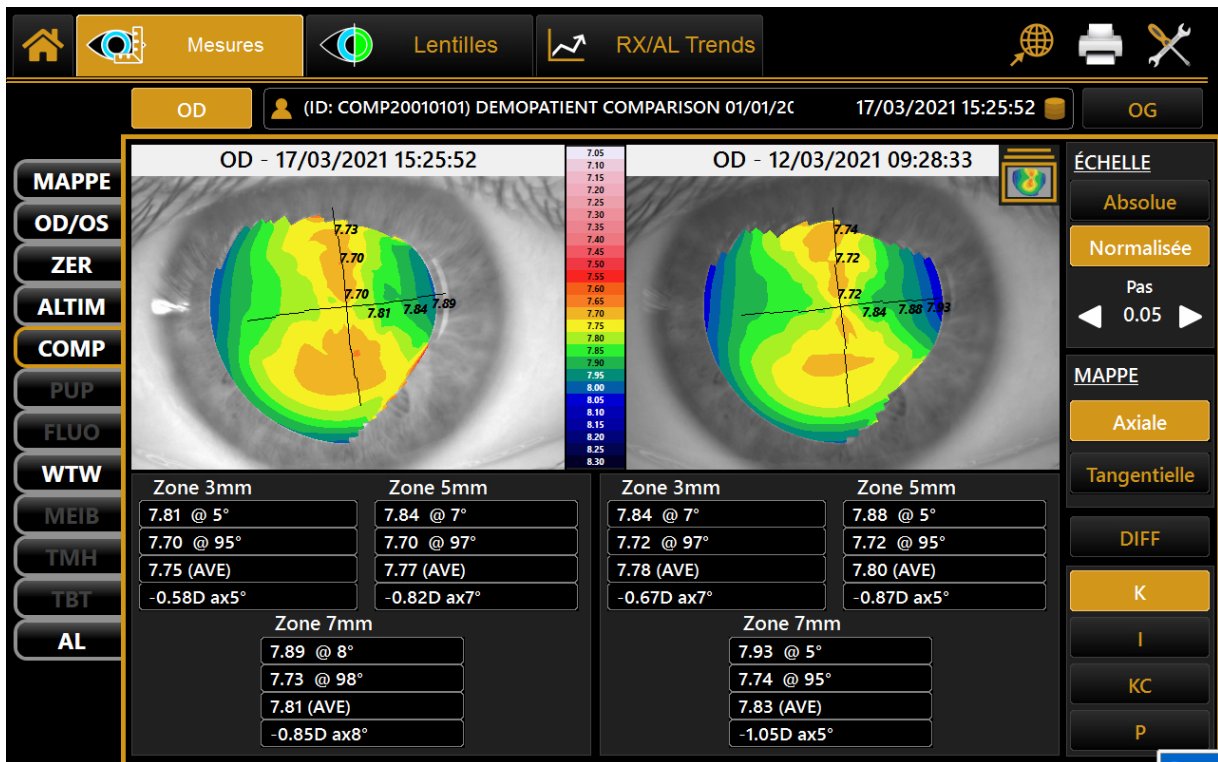 Mesures
Lentilles
RX/AL Trends
OD
(ID: COMP20010101) DEMOPATIENT COMPARISON 01/01/20
17/03/2021 15:25:52
OG
MAPPE
OD/OS
ZER
ALTIM
COMP
PUP
FLUO
WTW
MEIB
TMH
TBT
AL
OD - 17/03/2021 15:25:52
7.73
7.70
7.70
7.81 7.84 7.89
7.05
7.10
7.15
7.20
7.25
7.30
7.35
7.40
7.45
7.50
7.55
7.60
7.65
7.70
7.75
7.80
7.85
7.90
7.95
8.00
8.05
8.10
8.15
8.20
8.25
8.30
OD - 12/03/2021 09:28:33
7.74
7.72
7.72
7.84 7.88 7.93
Zone 3mm
7.81 @ 5°
7.70 @ 95°
7.75 (AVE)
-0.58D ax5°
Zone 5mm
7.84 @ 7°
7.70 @ 97°
7.77 (AVE)
-0.82D ax7°
Zone 7mm
7.89 @ 8°
7.73 @ 98°
7.81 (AVE)
-0.85D ax8°
Zone 3mm
7.84 @ 7°
7.72 @ 97°
7.78 (AVE)
-0.67D ax7°
Zone 5mm
7.88 @ 5°
7.72 @ 95°
7.80 (AVE)
-0.87D ax5°
Zone 7mm
7.93 @ 5°
7.74 @ 95°
7.83 (AVE)
-1.05D ax5°
ÉCHELLE
Absolue
Normalisée
Pas
0.05
MAPPE
Axiale
Tangentielle
DIFF
K
I
KC
P